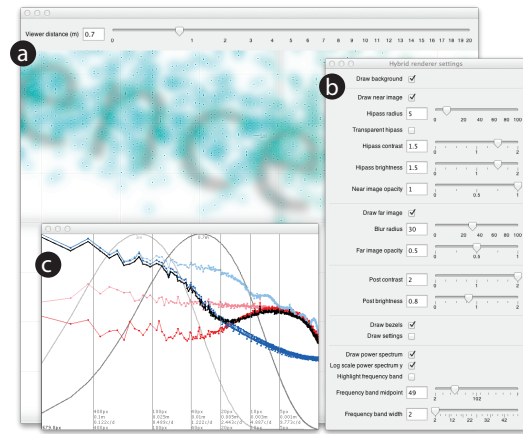 Viewer distance (m) 0.7
0 1 2 3 4 5 6 7 8 9 10 11 12 13 14 15 16 17 18 19 20
a
Hybrid renderer settings
b
Draw background
Draw near image
Hipass radius 5
0 20 40 60 80 100
Transparent hipass
Hipass contrast 1.5
0 1 2
Hipass brightness 1.5
0 1 2
Near image opacity 1
0 0.5 1
Draw far image
Blur radius 30
0 20 40 60 80 100
Far image opacity 0.5
0 0.5 1
Post contrast 2
0 1 2
Post brightness 0.8
0 1 2
Draw bezels
Draw settings
Draw power spectrum
Log scale power spectrum y
Highlight frequency band
Frequency band midpoint 49
2 702
Frequency band width 2
2 12 22 32 42
c